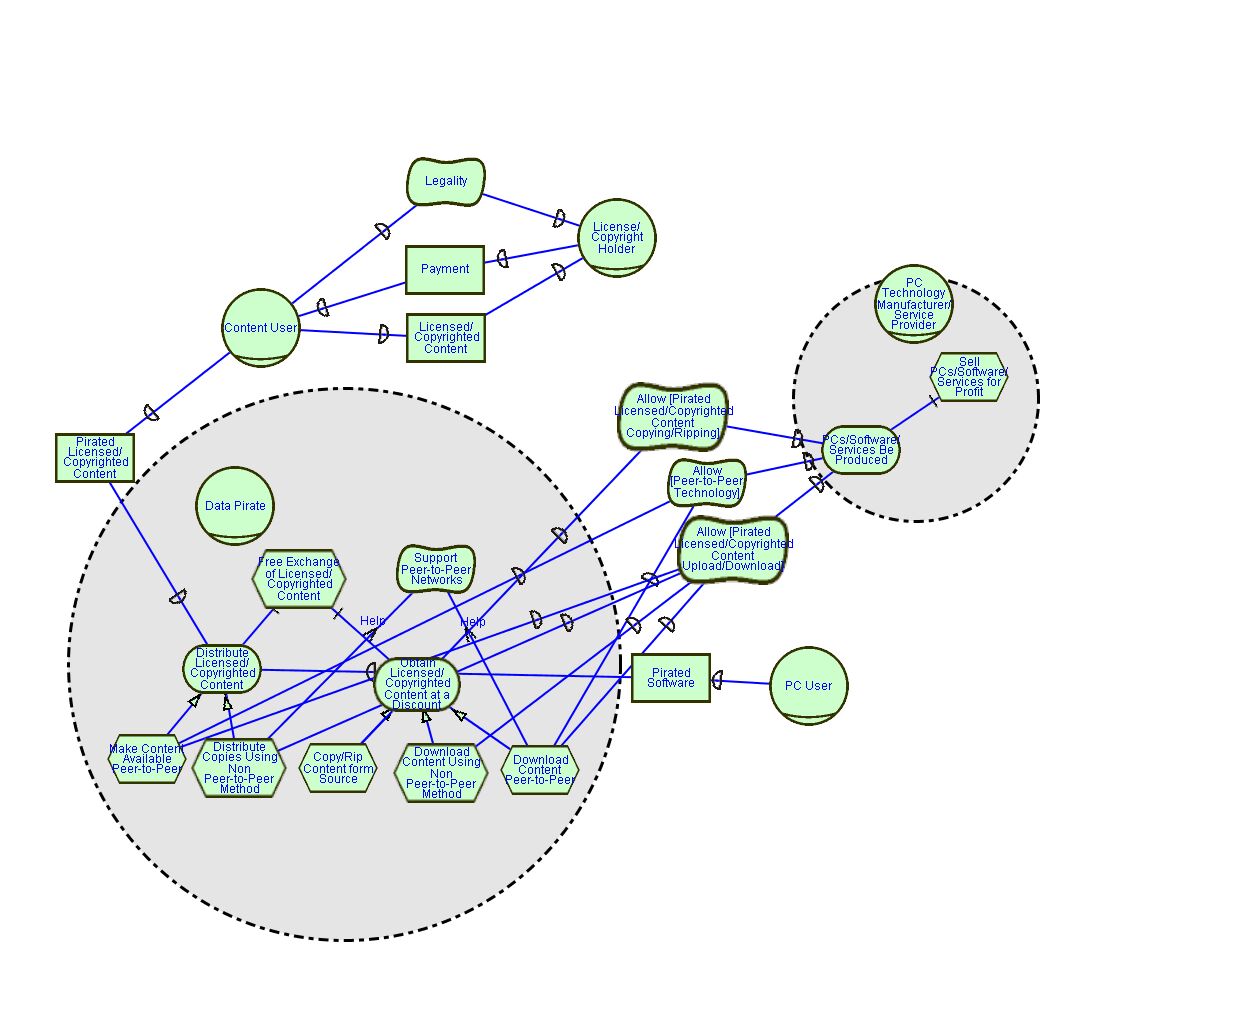 Legality
License/
Copyright
Holder
Payment
Content User
Licensed/
Copyrighted
Content
PC
Technology
Manufacturer/
Service
Provider
Sell
PCs/Software/
Services for
Profit
PCs/Software/
Services Be
Produced
Allow [Pirated
Licensed/Copyrighted
Content
Copying/Ripping]
Allow
[Peer-to-Peer
Technology]
Allow [Pirated
Licensed/Copyrighted
Content
Upload/Download]
Pirated
Licensed/
Copyrighted
Content
Data Pirate
Free Exchange
of Licensed/
Copyrighted
Content
Support
Peer-to-Peer
Networks
Help
Help
Distribute
Licensed/
Copyrighted
Content
Obtain
Licensed/
Copyrighted
Content at a
Discount
Pirated
Software
PC User
Make Content
Available
Peer-to-Peer
Distribute
Copies Using
Non
Peer-to-Peer
Method
Copy/Rip
Content form
Source
Download
Content Using
Non
Peer-to-Peer
Method
Download
Content
Peer-to-Peer